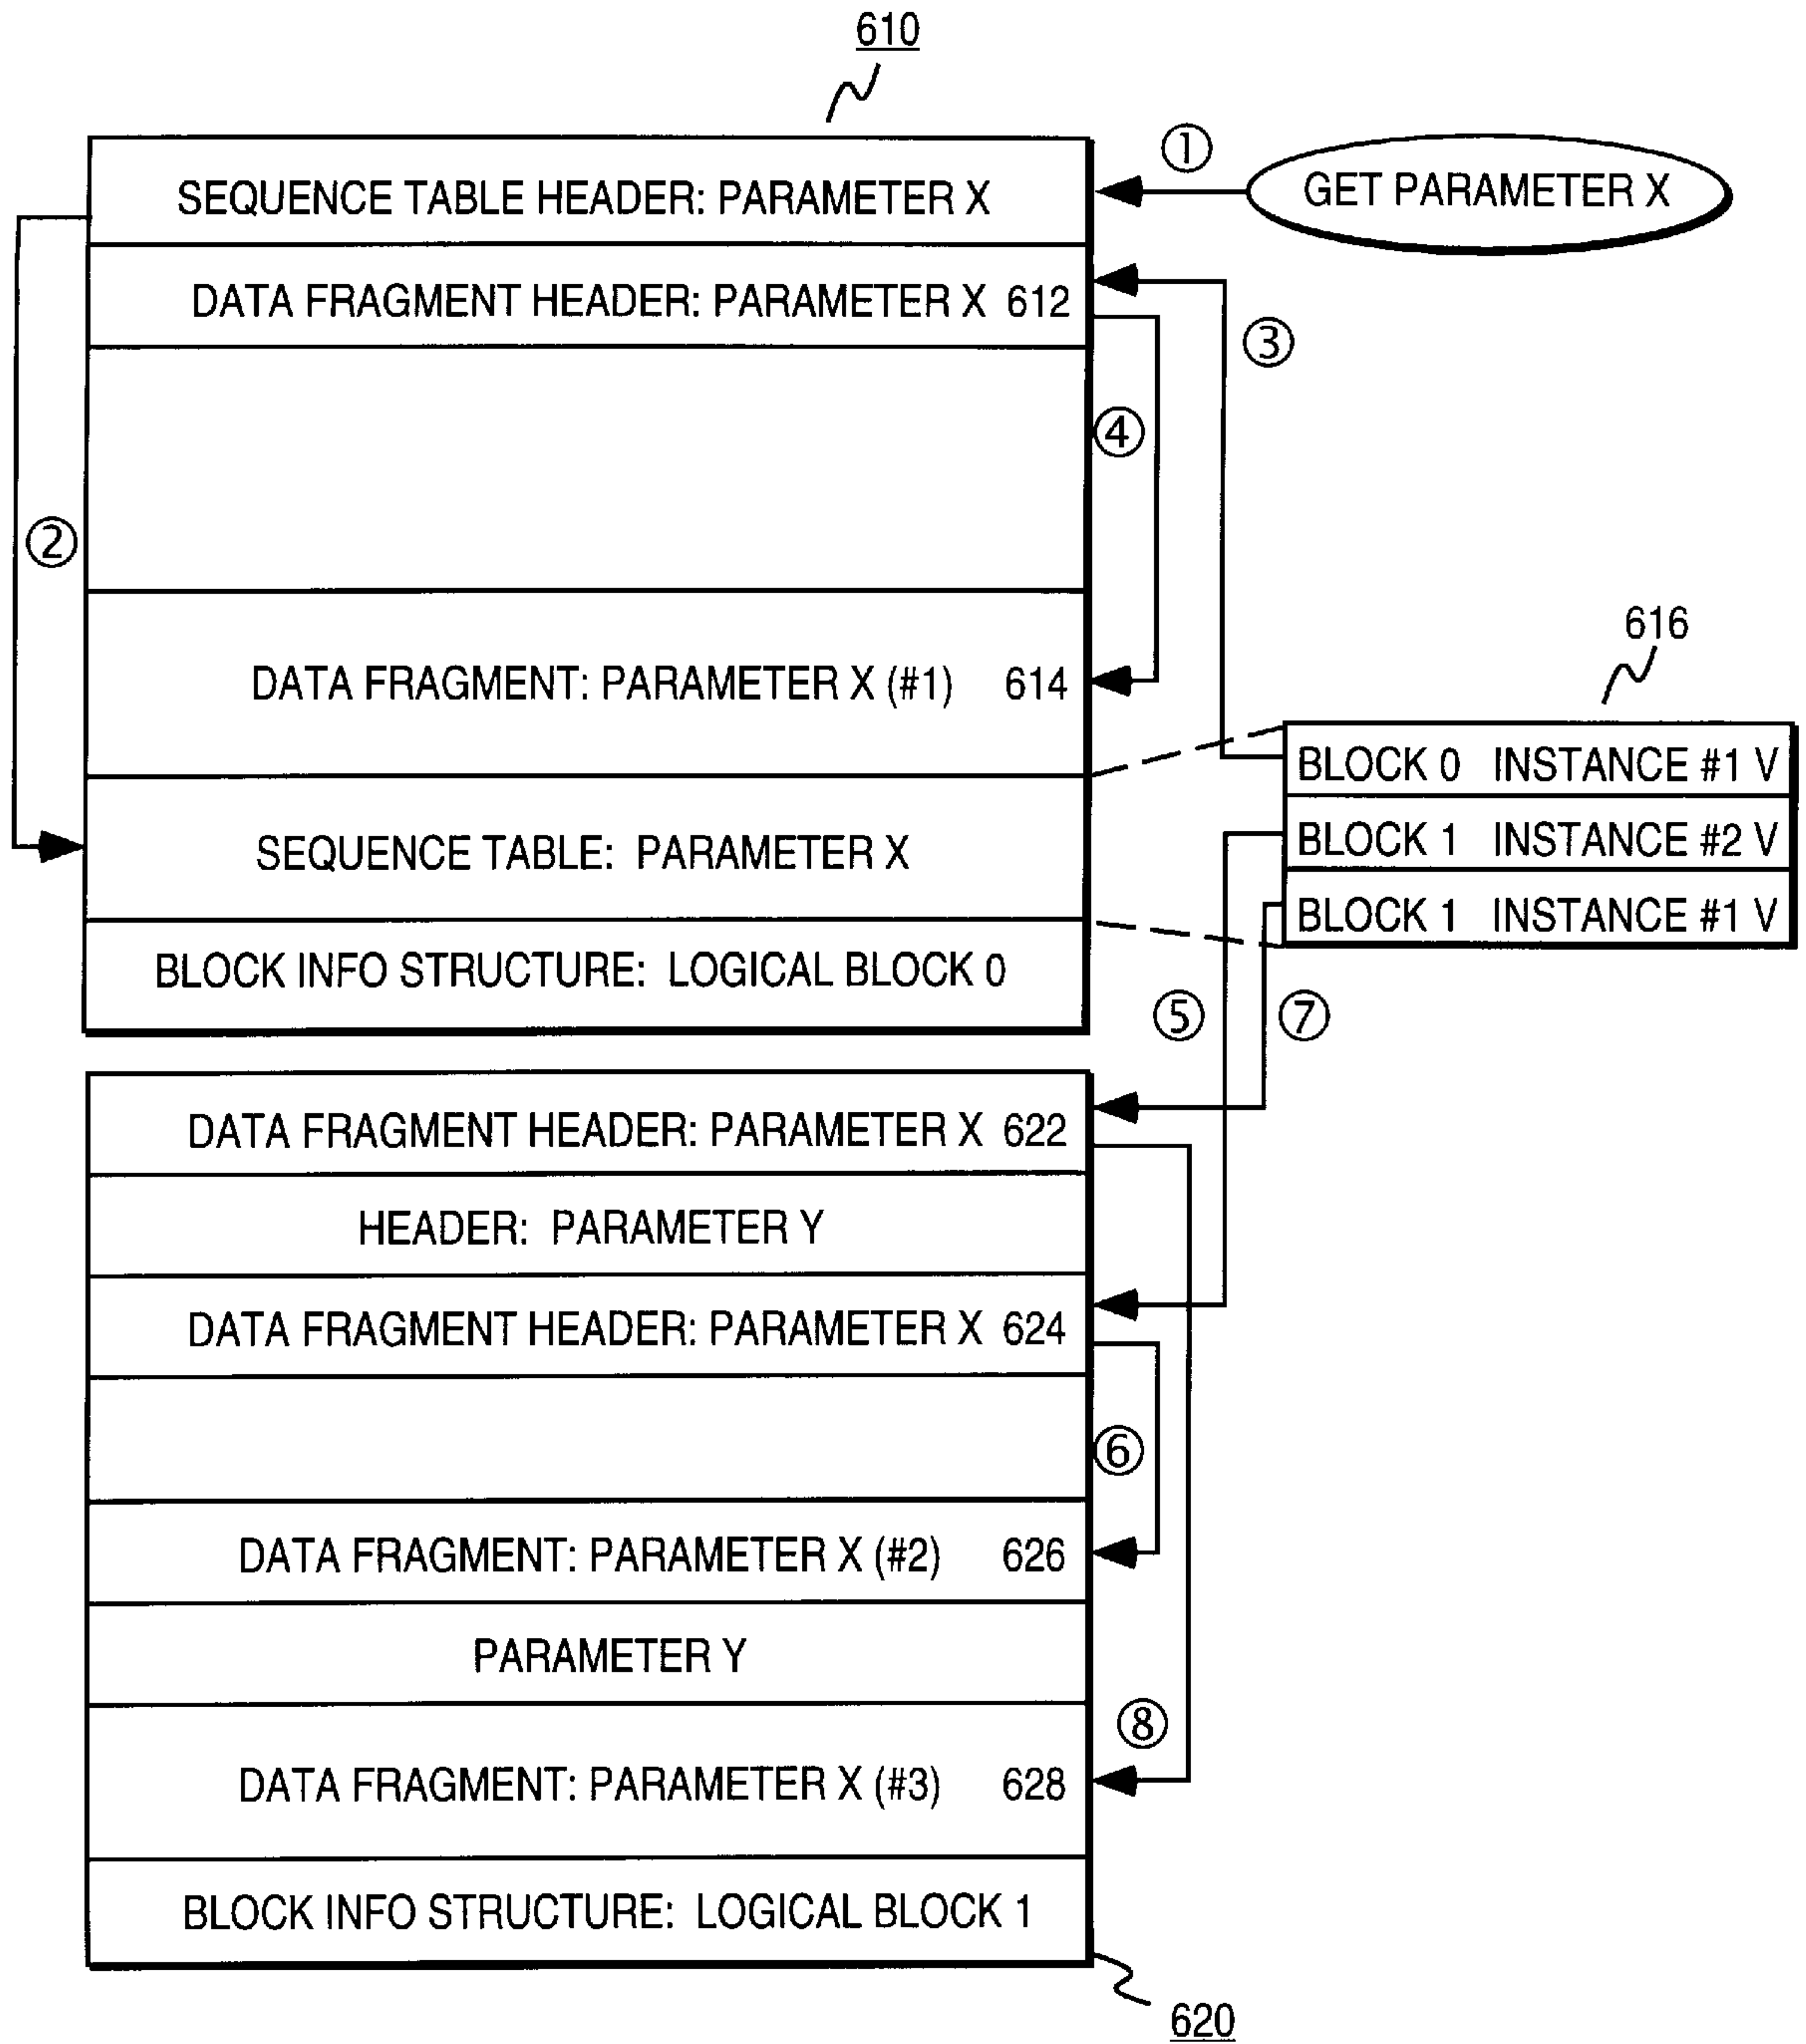 610
① GET PARAMETER X
SEQUENCE TABLE HEADER: PARAMETER X
DATA FRAGMENT HEADER: PARAMETER X 612
③
④
②
DATA FRAGMENT: PARAMETER X (#1) 614
616
BLOCK 0 INSTANCE #1 V
BLOCK 1 INSTANCE #2 V
BLOCK 1 INSTANCE #1 V
SEQUENCE TABLE: PARAMETER X
BLOCK INFO STRUCTURE: LOGICAL BLOCK 0
⑤ ⑦
DATA FRAGMENT HEADER: PARAMETER X 622
HEADER: PARAMETER Y
DATA FRAGMENT HEADER: PARAMETER X 624
⑥
DATA FRAGMENT: PARAMETER X (#2) 626
PARAMETER Y
⑧
DATA FRAGMENT: PARAMETER X (#3) 628
BLOCK INFO STRUCTURE: LOGICAL BLOCK 1
620